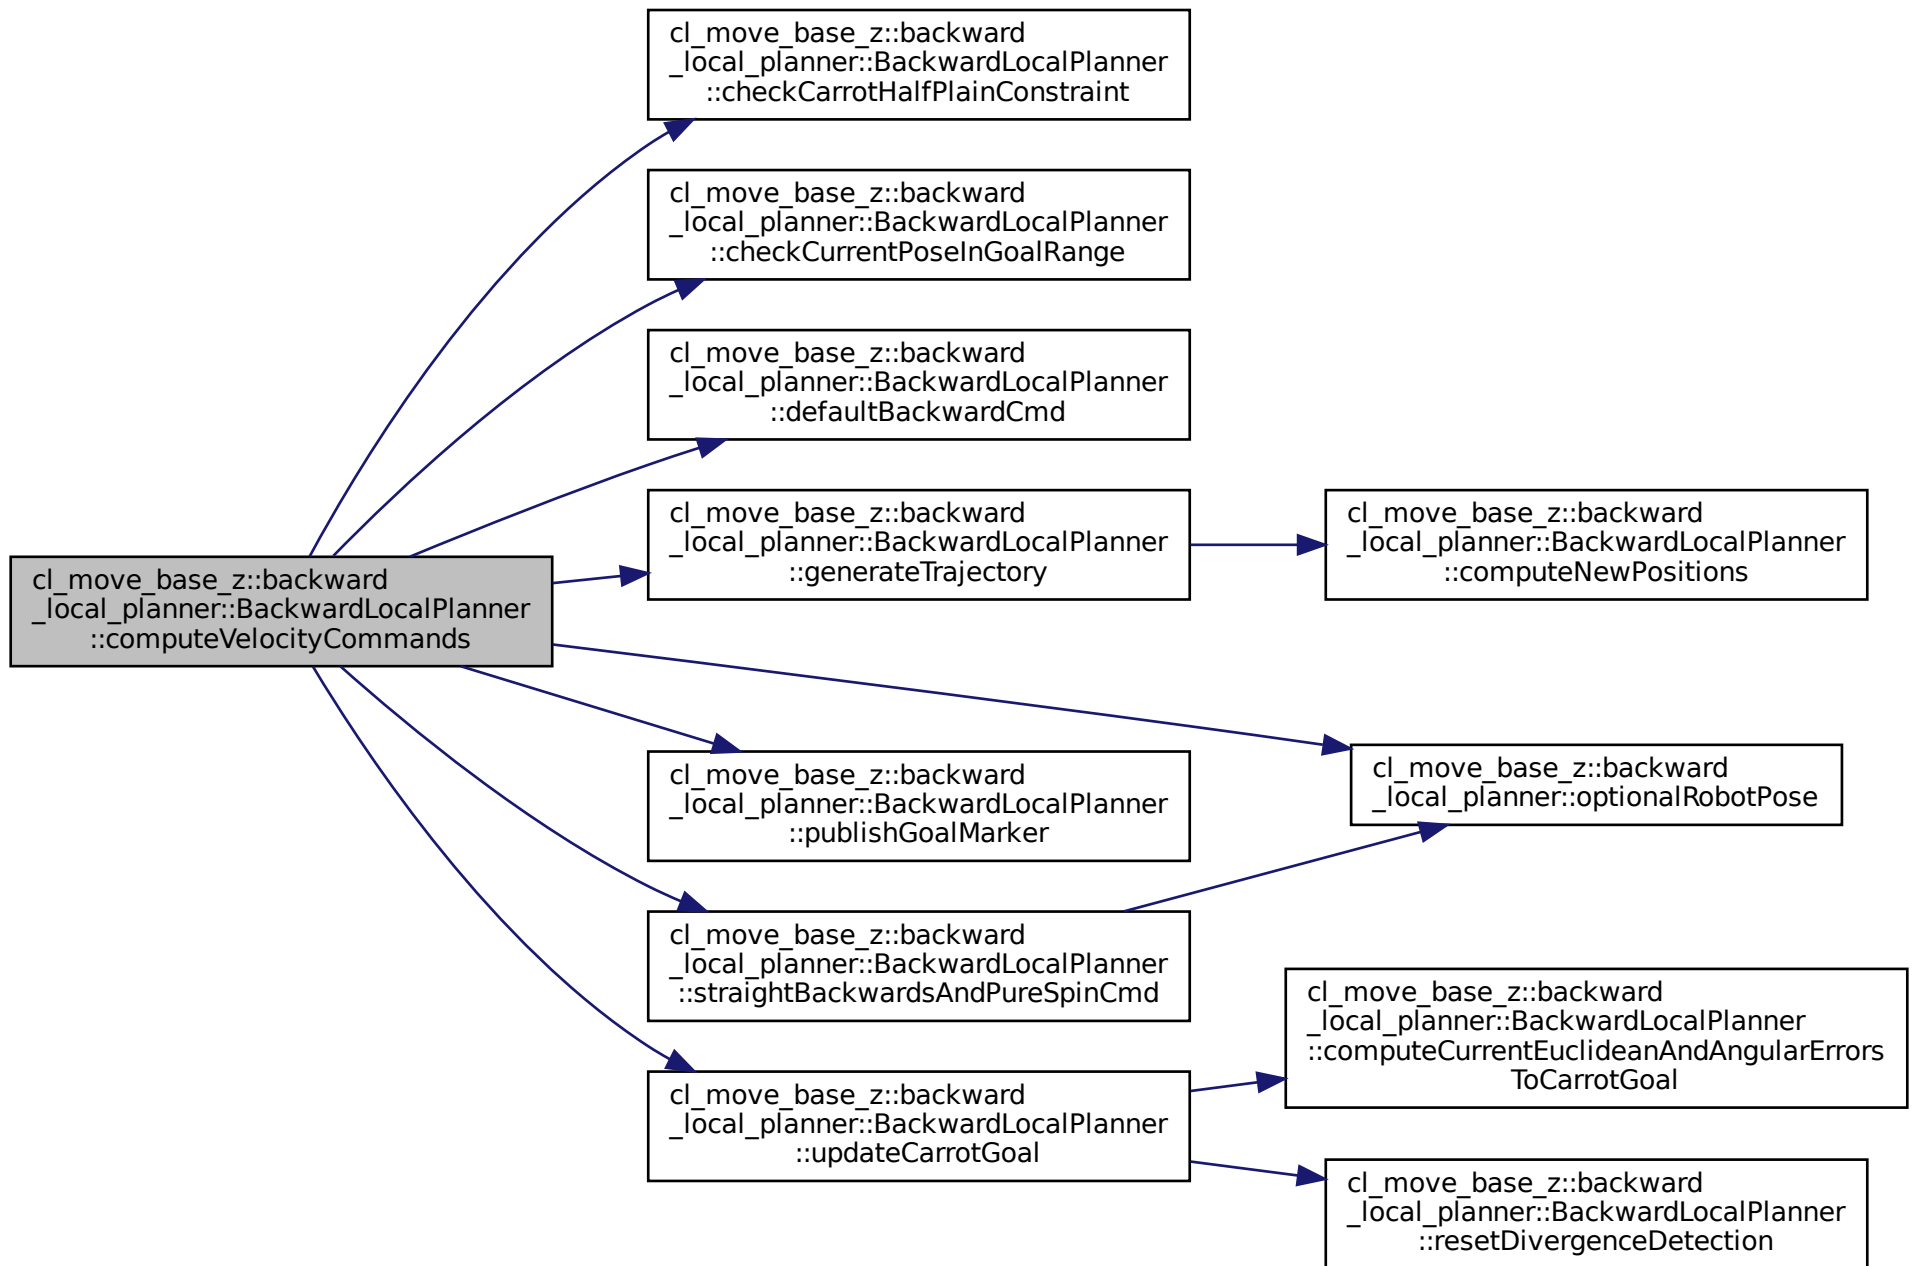 cl_move_base_z::backward
_local_planner::BackwardLocalPlanner
::checkCarrotHalfPlainConstraint
cl_move_base_z::backward
_local_planner::BackwardLocalPlanner
::checkCurrentPoseInGoalRange
cl_move_base_z::backward
_local_planner::BackwardLocalPlanner
::defaultBackwardCmd
cl_move_base_z::backward
_local_planner::BackwardLocalPlanner
::generateTrajectory
cl_move_base_z::backward
_local_planner::BackwardLocalPlanner
::computeNewPositions
cl_move_base_z::backward
_local_planner::BackwardLocalPlanner
::computeVelocityCommands
cl_move_base_z::backward
_local_planner::BackwardLocalPlanner
::publishGoalMarker
cl_move_base_z::backward
_local_planner::optionalRobotPose
cl_move_base_z::backward
_local_planner::BackwardLocalPlanner
::straightBackwardsAndPureSpinCmd
cl_move_base_z::backward
_local_planner::BackwardLocalPlanner
::computeCurrentEuclideanAndAngularErrors
ToCarrotGoal
cl_move_base_z::backward
_local_planner::BackwardLocalPlanner
::updateCarrotGoal
cl_move_base_z::backward
_local_planner::BackwardLocalPlanner
::resetDivergenceDetection